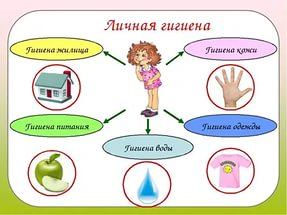 Личная гигиена
Гигиена жилища
Гигиена кожи
Гигиена питания
Гигиена воды
Гигиена одежды